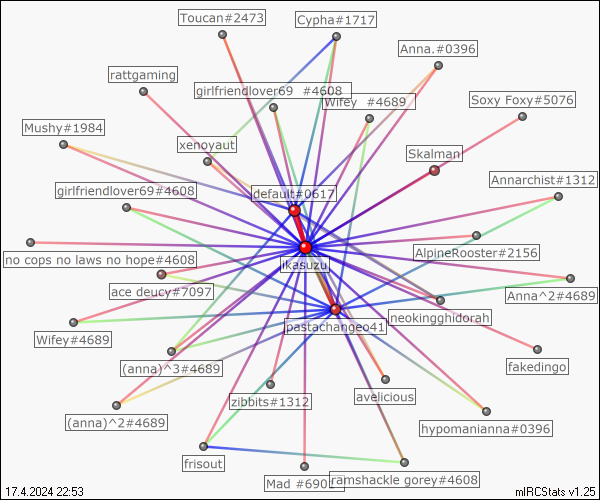 Toucan#2473
Cypha#1717
Anna.#0396
rattgaming
girlfriendlover69 #4608
Wifey #4689
Soxy Foxy#5076
Mushy#1984
xenoyaut
Skalman
girlfriendlover69#4608
default#0617
Annarchist#1312
ikasuzu
AlpineRooster#2156
no cops no laws no hope#4608
ace deucy#7097
Anna^2#4689
neokingghidorah
pastachangeo41
Wifey#4689
(anna)^3#4689
fakedingo
avelicious
zibbits#1312
(anna)^2#4689
hypomanianna#0396
frisout
Mad #690
ramshackle gorey#4608
17.4.2024 22:53
mIRCStats v1.25